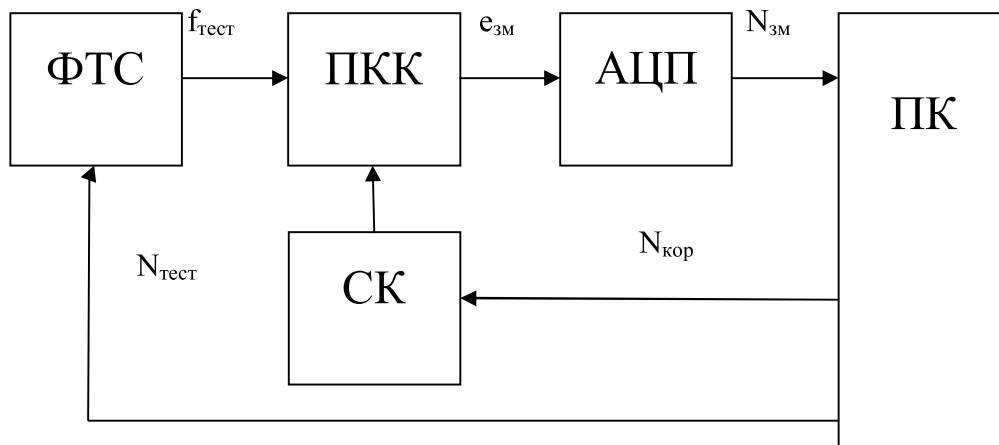 fтест
eзм
Nзм
ФТС
ПКК
АЦП
ПК
Nтест
Nкор
СК